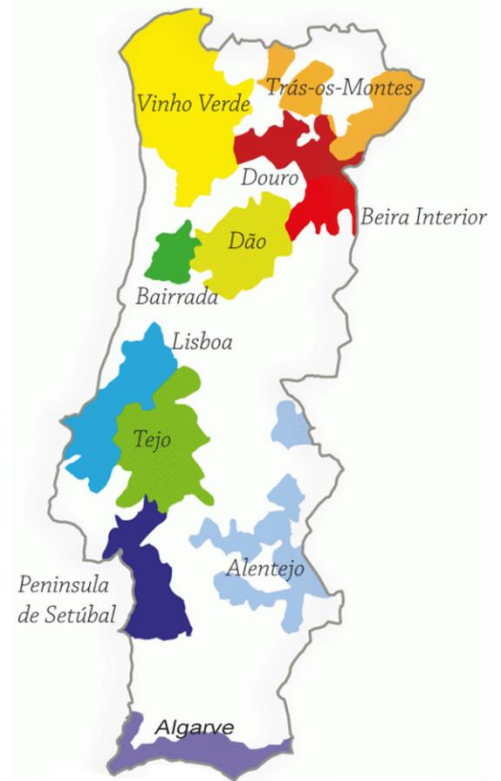 Trás-os-Montes
Vinho Verde
Douro
Beira Interior
Dão
Bairrada
Lisboa
Tejo
Alentejo
Peninsula
de Setúbal
Algarve